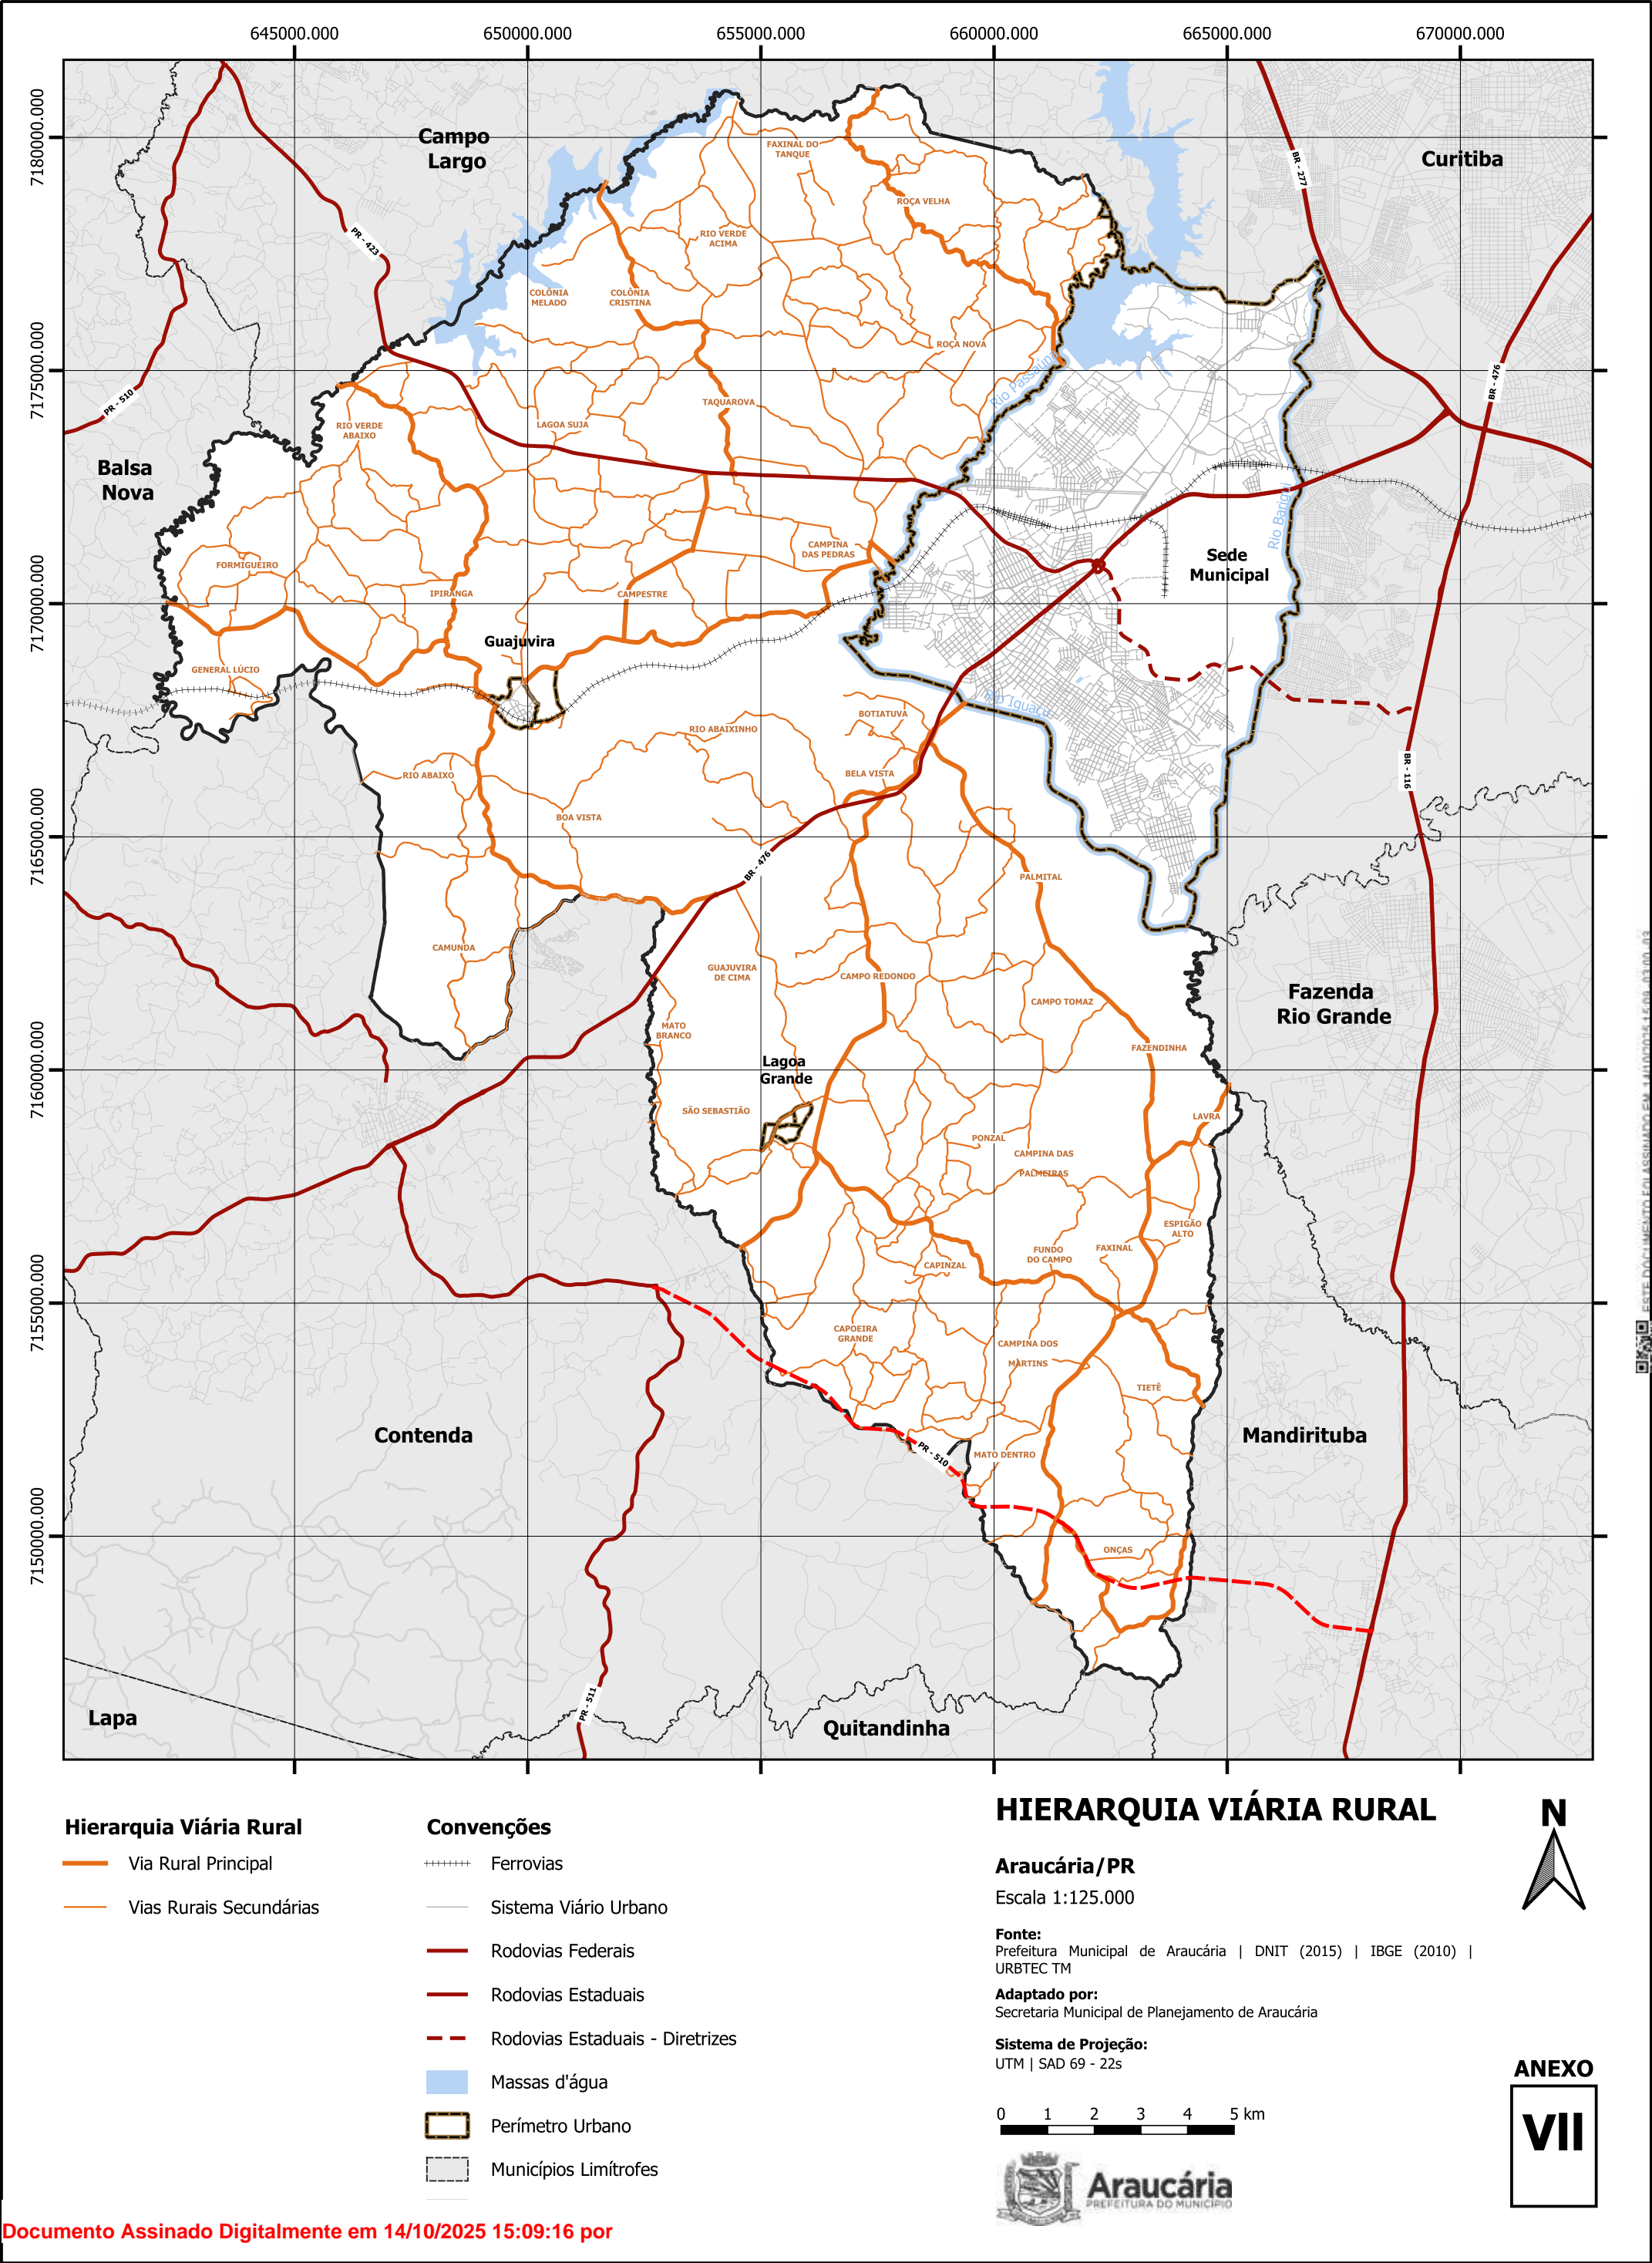 645000.000 650000.000 655000.000 660000.000 665000.000 670000.000
7180000.000
7175000.000
7170000.000
7165000.000
7160000.000
7155000.000
7150000.000
Campo
Largo
Curitiba
BR - 277
FAXINAL DO
TANQUE
ROÇA VELHA
RIO VERDE
ACIMA
PR - 423
COLÔNIA
MELADO
COLÔNIA
CRISTINA
ROÇA NOVA
Rio Passaúna
BR - 476
PR - 510
TAQUAROVA
LAGOA SUJA
RIO VERDE
ABAIXO
Balsa
Nova
Rio Barigui
CAMPINA
DAS PEDRAS
Sede
Municipal
FORMIGUEIRO
IPIRANGA
CAMPESTRE
Guajuvira
GENERAL LÚCIO
Rio Iguaçu
BOTIATUVA
RIO ABAIXINHO
BELA VISTA
RIO ABAIXO
BR - 116
BOA VISTA
BR - 476
PALMITAL
CAMUNDA
GUAJUVIRA
DE CIMA
CAMPO REDONDO
CAMPO TOMAZ
Fazenda
Rio Grande
MATO
BRANCO
FAZENDINHA
Lagoa
Grande
SÃO SEBASTIÃO
LAVRA
PONZAL
CAMPINA DAS
PALMEIRAS
ESPIGÃO
ALTO
FUNDO
DO CAMPO
FAXINAL
CAPINZAL
CAPOEIRA
GRANDE
CAMPINA DOS
MARTINS
TIETÊ
Contenda
Mandirituba
PR - 510
MATO DENTRO
ONÇAS
PR - 511
Lapa
Quitandinha
Hierarquia Viária Rural
Via Rural Principal
Vias Rurais Secundárias
Convenções
Ferrovias
Sistema Viário Urbano
Rodovias Federais
Rodovias Estaduais
Rodovias Estaduais - Diretrizes
Massas d'água
Perímetro Urbano
Municípios Limítrofes
HIERARQUIA VIÁRIA RURAL
Araucária/PR
Escala 1:125.000
Fonte:
Prefeitura Municipal de Araucária | DNIT (2015) | IBGE (2010) |
URBTEC TM
Adaptado por:
Secretaria Municipal de Planejamento de Araucária
Sistema de Projeção:
UTM | SAD 69 - 22s
0 1 2 3 4 5 km
Araucária
PREFEITURA DO MUNICÍPIO
N
ANEXO
VII
Documento Assinado Digitalmente em 14/10/2025 15:09:16 por